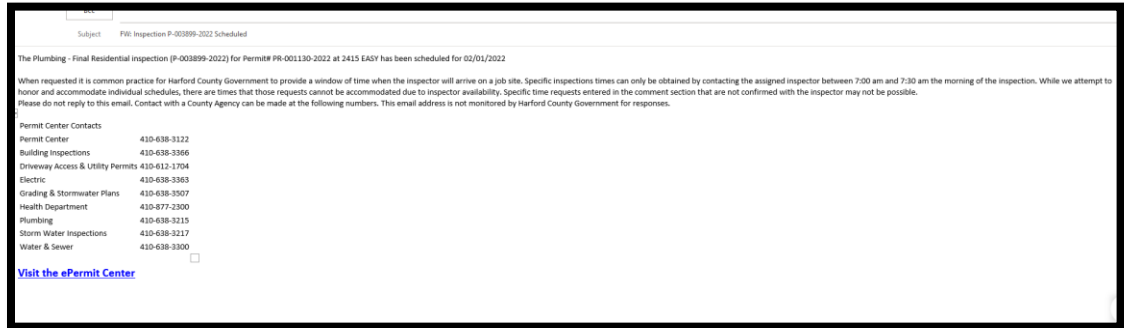 Subject FW: Inspection P-003899-2022 Scheduled
The Plumbing - Final Residential inspection (P-003899-2022) for Permit# PR-001130-2022 at 2415 EASY has been scheduled for 02/01/2022
When requested it is common practice for Harford County Government to provide a window of time when the inspector will arrive on a job site. Specific inspections times can only be obtained by contacting the assigned inspector between 7:00 am and 7:30 am the morning of the inspection. While we attempt to
honor and accommodate individual schedules, there are times that those requests cannot be accommodated due to inspector availability. Specific time requests entered in the comment section that are not confirmed with the inspector may not be possible.
Please do not reply to this email. Contact with a County Agency can be made at the following numbers. This email address is not monitored by Harford County Government for responses.
Permit Center Contacts
Permit Center 410-638-3122
Building Inspections 410-638-3366
Driveway Access & Utility Permits 410-612-1704
Electric 410-638-3363
Grading & Stormwater Plans 410-638-3507
Health Department 410-877-2300
Plumbing 410-638-3215
Storm Water Inspections 410-638-3217
Water & Sewer 410-638-3300
Visit the ePermit Center